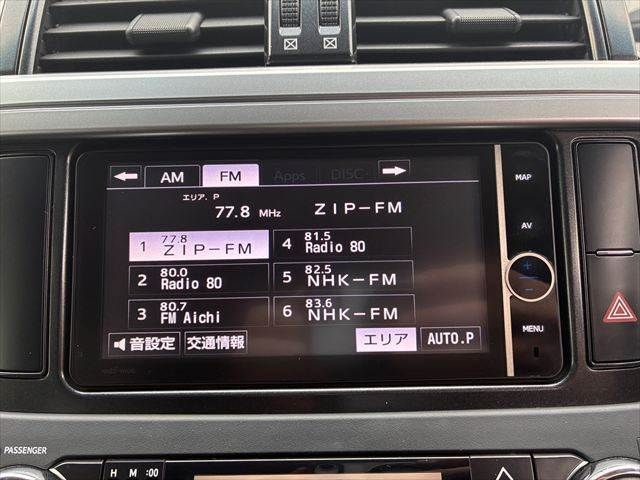 AM FM Apps DISC
エリア. P
77.8 MHz ZIP-FM
MAP
1 77.8 ZIP-FM
4 81.5 Radio 80
AV
2 80.0 Radio 80
5 82.5 NHK-FM
+
-
3 80.7 FM Aichi
6 83.6 NHK-FM
MENU
音設定 交通情報 エリア AUTO.P
PASSENGER
H M :00